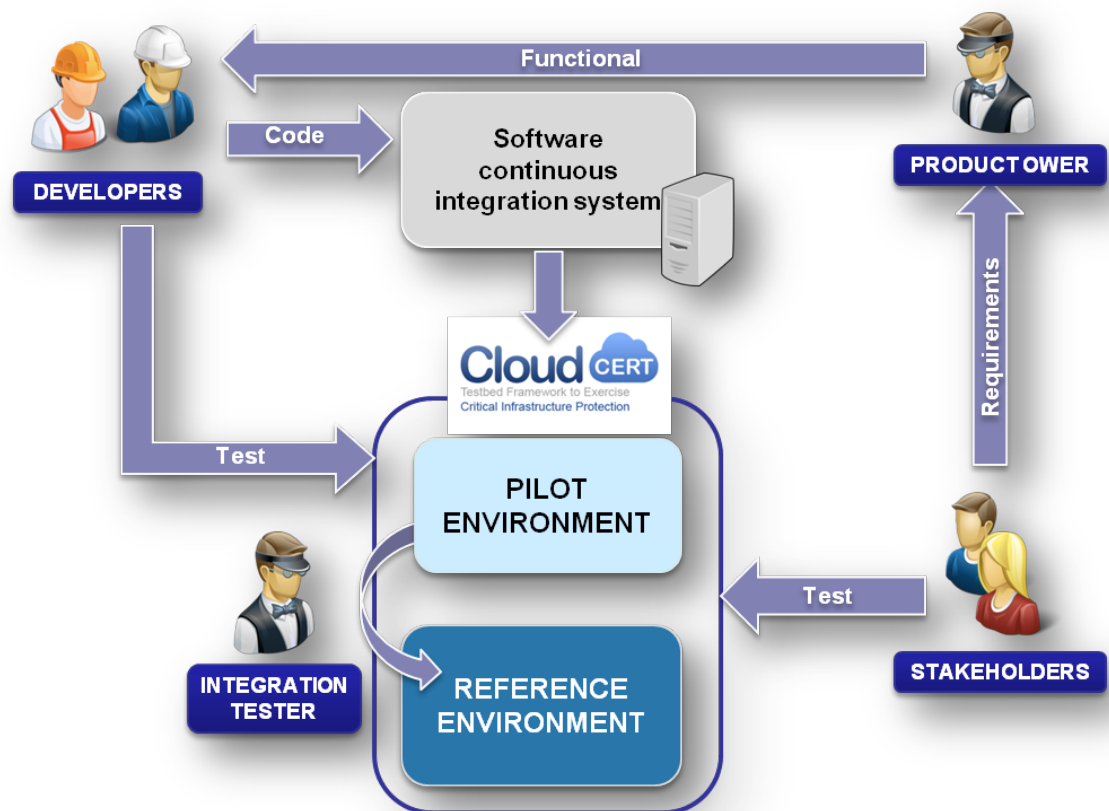 Functional
Code
Software
continuous
integration system
DEVELOPERS
PRODUCT OWER
Requirements
Cloud CERT
Testbed Framework to Exercise
Critical Infrastructure Protection
Test
PILOT
ENVIRONMENT
Test
INTEGRATION
TESTER
REFERENCE
ENVIRONMENT
STAKEHOLDERS